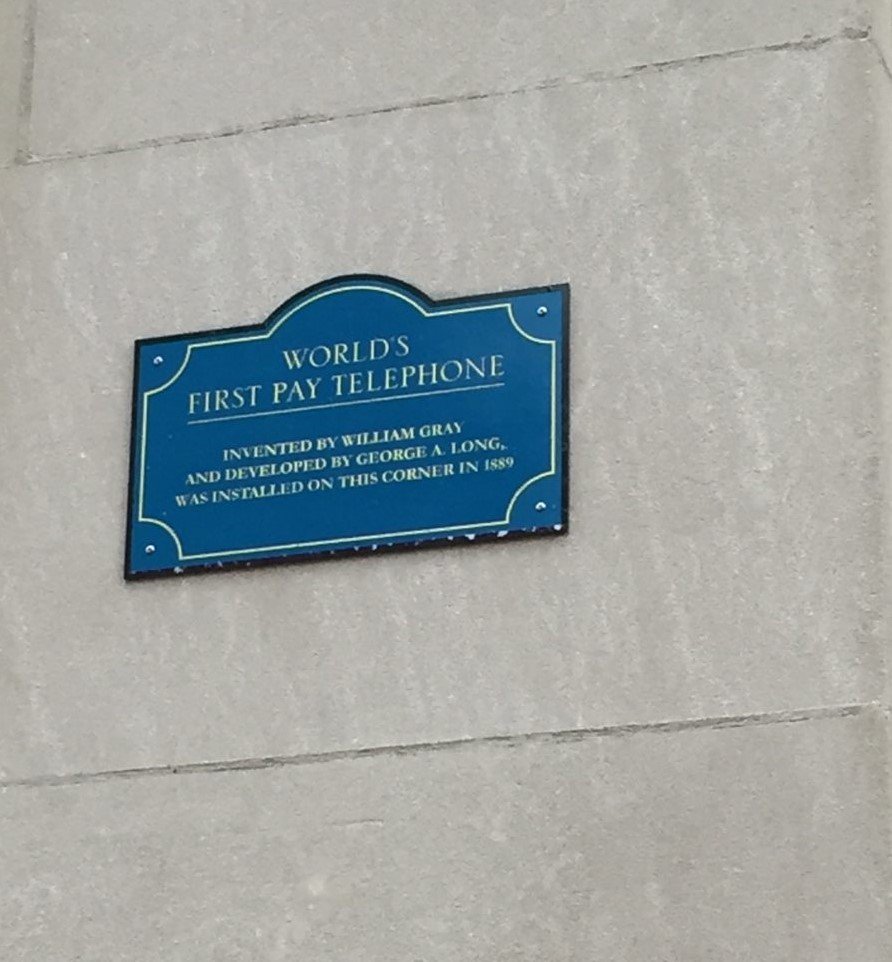 WORLD'S
FIRST PAY TELEPHONE
INVENTED BY WILLIAM GRAY
AND DEVELOPED BY GEORGE A. LONG,
WAS INSTALLED ON THIS CORNER IN 1889